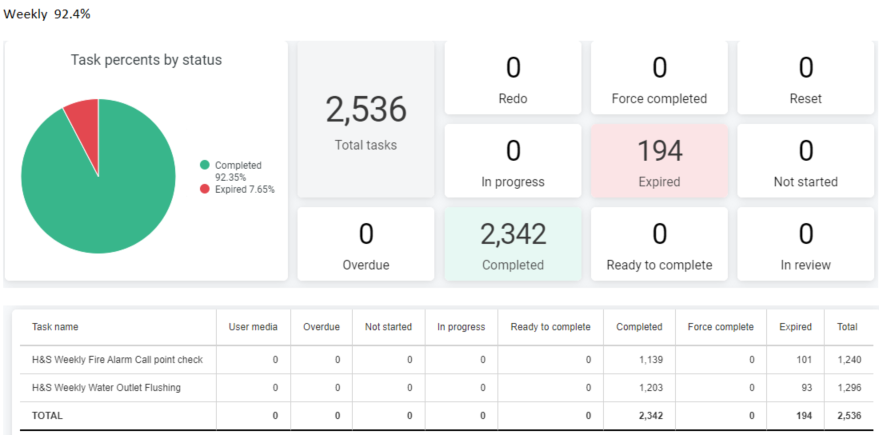 Weekly 92.4%
Task percents by status
Completed
92.35%
Expired 7.65%
2,536
Total tasks
0
Redo
0
Force completed
0
Reset
0
In progress
194
Expired
0
Not started
0
Overdue
2,342
Completed
0
Ready to complete
0
In review
Task name User media Overdue Not started In progress Ready to complete Completed Force complete Expired Total
H&S Weekly Fire Alarm Call point check 0 0 0 0 0 1,139 0 101 1,240
H&S Weekly Water Outlet Flushing 0 0 0 0 0 1,203 0 93 1,296
TOTAL 0 0 0 0 0 2,342 0 194 2,536